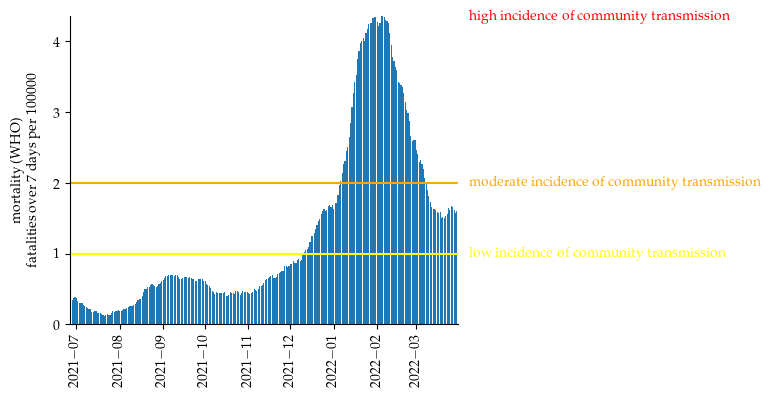 high incidence of community transmission
4
3
2
1
0
mortality (WHO)
fatalities over 7 days per 100000
moderate incidence of community transmission
low incidence of community transmission
2021−07
2021−08
2021−09
2021−10
2021−11
2021−12
2022−01
2022−02
2022−03